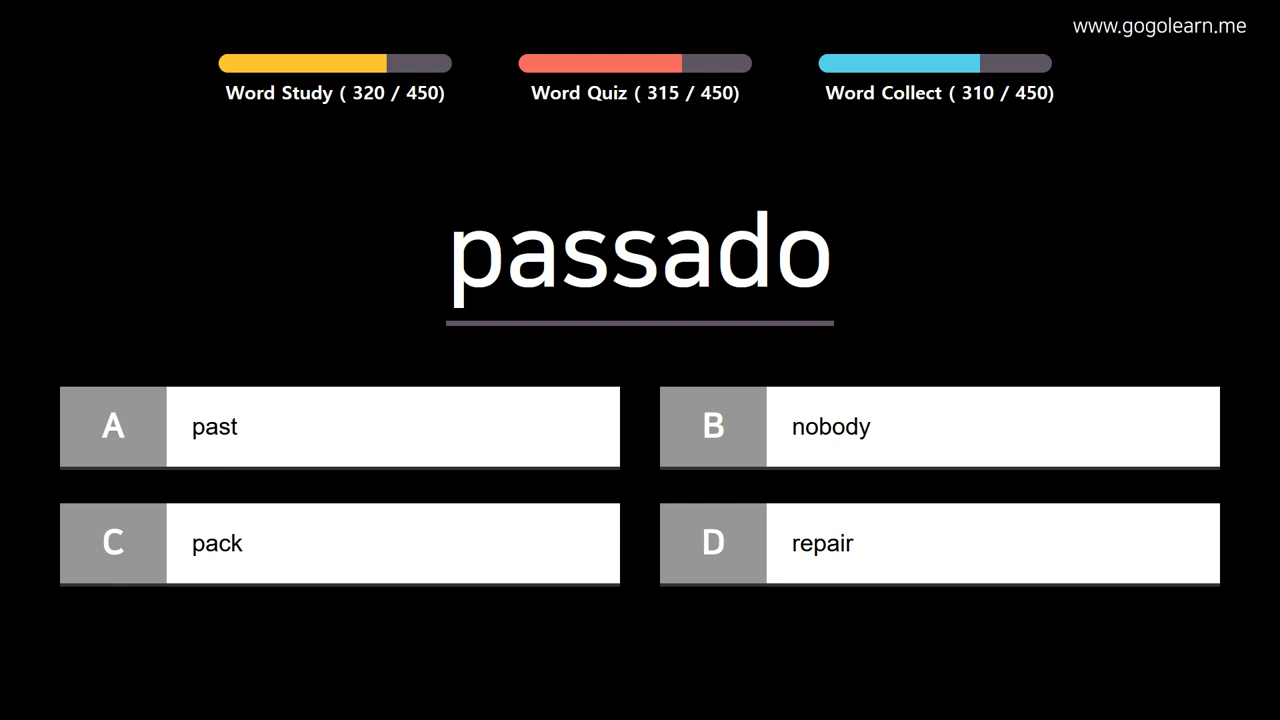 www.gogolearn.me
Word Study ( 320 / 450)
Word Quiz ( 315 / 450)
Word Collect ( 310 / 450)
passado
A past
B nobody
C pack
D repair